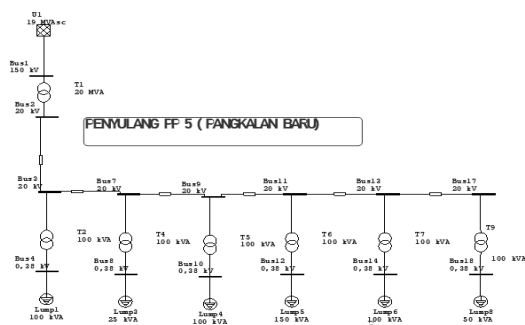 U1
19 MVAsc
Bus1
150 kV
T1
20 MVA
Bus2
20 kV
PENYULANG PP 5 ( PANGKALAN BARU)
Bus3
20 kV
Bus7
20 kV
Bus9
20 kV
Bus11
20 kV
Bus13
20 kV
Bus17
20 kV
T2
100 kVA
T4
100 kVA
T5
100 kVA
T6
100 kVA
T7
100 kVA
T9
100 kVA
Bus4
0,38 kV
Bus8
0,38 kV
Bus10
0,38 kV
Bus12
0,38 kV
Bus14
0,38 kV
Bus18
0,38 kV
Lump1
100 kVA
Lump3
25 kVA
Lump4
100 kVA
Lump5
150 kVA
Lump6
100 kVA
Lump8
50 kVA